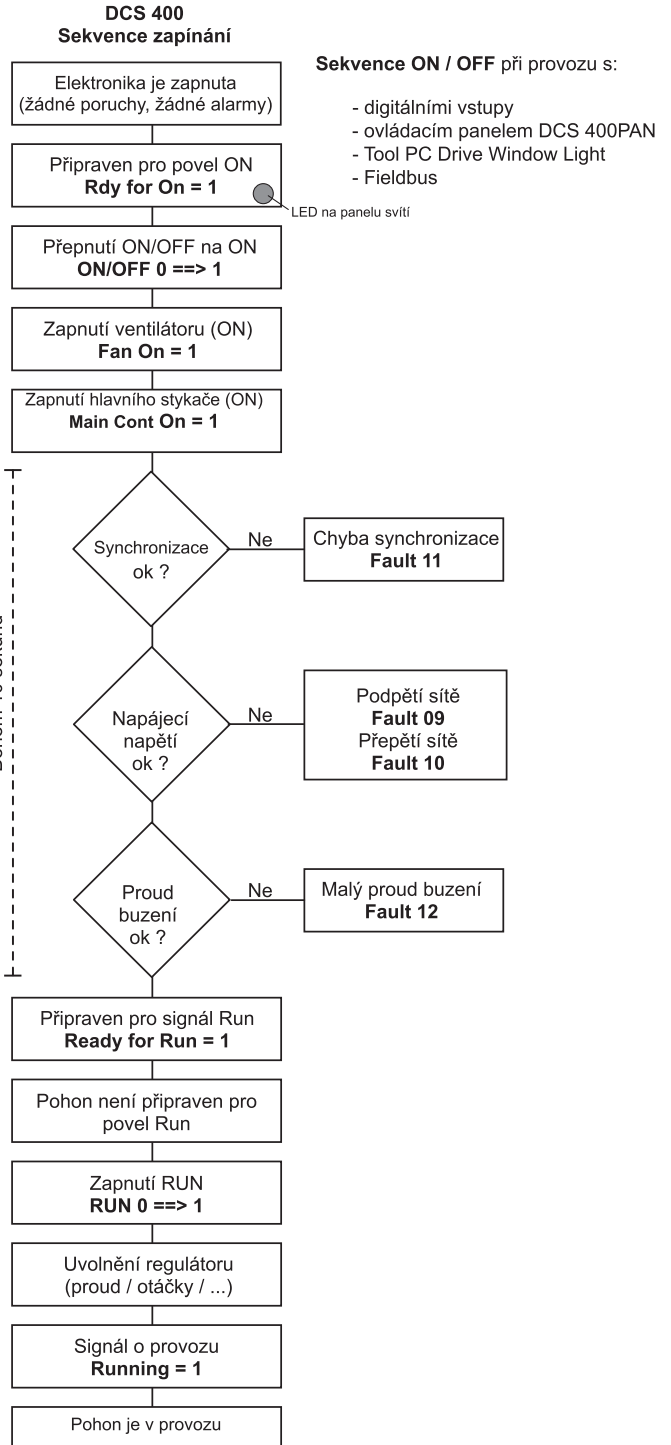 DCS 400
Sekvence zapínání
Sekvence ON / OFF při provozu s:
- digitálními vstupy
- ovládacím panelem DCS 400PAN
- Tool PC Drive Window Light
- Fieldbus
Elektronika je zapnuta
(žádné poruchy, žádné alarmy)
Připraven pro povel ON
Rdy for On = 1
LED na panelu svítí
Přepnutí ON/OFF na ON
ON/OFF 0 ==> 1
Zapnutí ventilátoru (ON)
Fan On = 1
Zapnutí hlavního stykače (ON)
Main Cont On = 1
Synchronizace
ok ?
Ne
Chyba synchronizace
Fault 11
Napájecí
napětí
ok ?
Ne
Podpětí sítě
Fault 09
Přepětí sítě
Fault 10
Proud
buzení
ok ?
Ne
Malý proud buzení
Fault 12
Připraven pro signál Run
Ready for Run = 1
Pohon není připraven pro
povel Run
Zapnutí RUN
RUN 0 ==> 1
Uvolnění regulátoru
(proud / otáčky / ...)
Signál o provozu
Running = 1
Pohon je v provozu